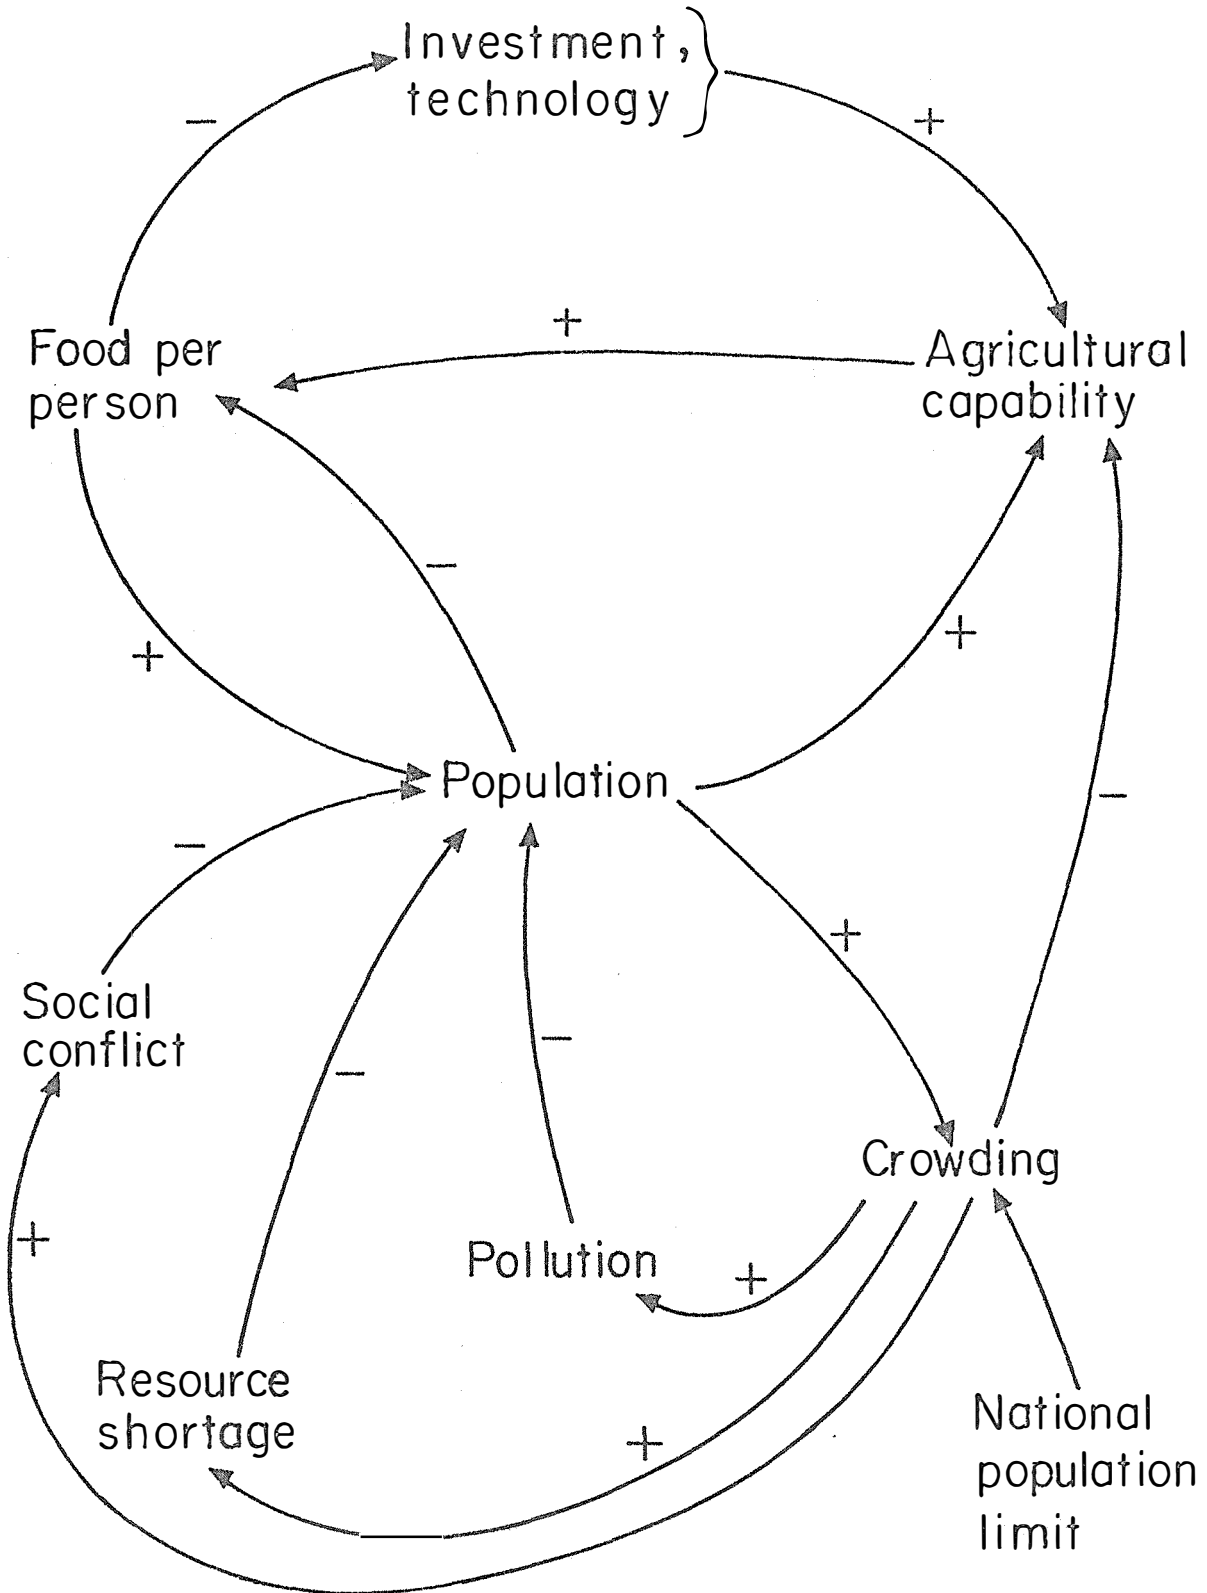 Investment,
technology
−
+
+
Food per
person
Agricultural
capability
−
+
+
Population
−
−
+
Social
conflict
−
−
Crowding
+
Pollution
+
Resource
shortage
+
National
population
limit